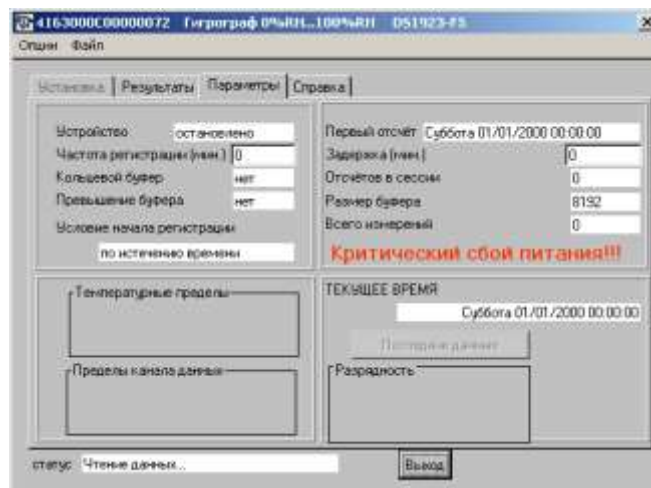 4163000C00000072 Гигрограф 0%RH...100%RH DS1923-F5
Опции Файл
Установка Результаты Параметры Справка
Устройство остановлено
Частота регистрации (мин.) 0
Кольцевой буфер нет
Превышение буфера нет
Условие начала регистрации
по истечению времени
Первый отсчёт Суббота 01/01/2000 00:00:00
Задержка (мин.) 0
Отсчётов в сессии 0
Размер буфера 8192
Всего измерений 0
Критический сбой питания!!!
Температурные пределы
Пределы канала данных
ТЕКУЩЕЕ ВРЕМЯ
Суббота 01/01/2000 00:00:00
данных
Разрядность
статус Чтение данных...
Выход